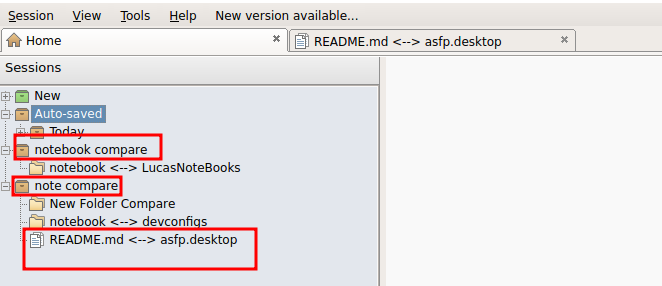 Session View Tools Help New version available...
Home README.md <--> asfp.desktop
Sessions
New
Auto-saved
Today
notebook compare
notebook <--> LucasNoteBooks
note compare
New Folder Compare
notebook <--> devconfigs
README.md <--> asfp.desktop